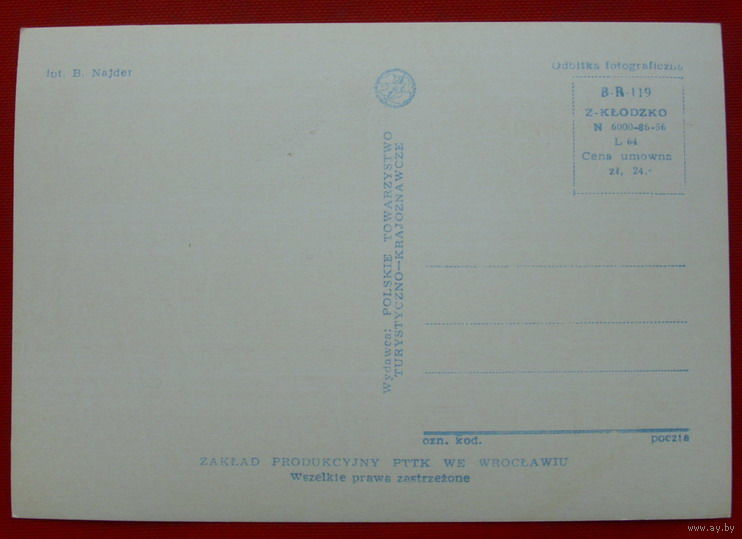 fot. B. Najder
Odbitka fotograficzna
B-R-119
Z-KŁODZKO
N 6000-86-56
L 64
Cena umowna
zł, 24.-
Wydawca: POLSKIE TOWARZYSTWO
TURYSTYCZNO—KRAJOZNAWCZE
ozn. kod.
poczta
ZAKŁAD PRODUKCYJNY PTTK WE WROCŁAWIU
Wszelkie prawa zastrzeżone
www.ay.by